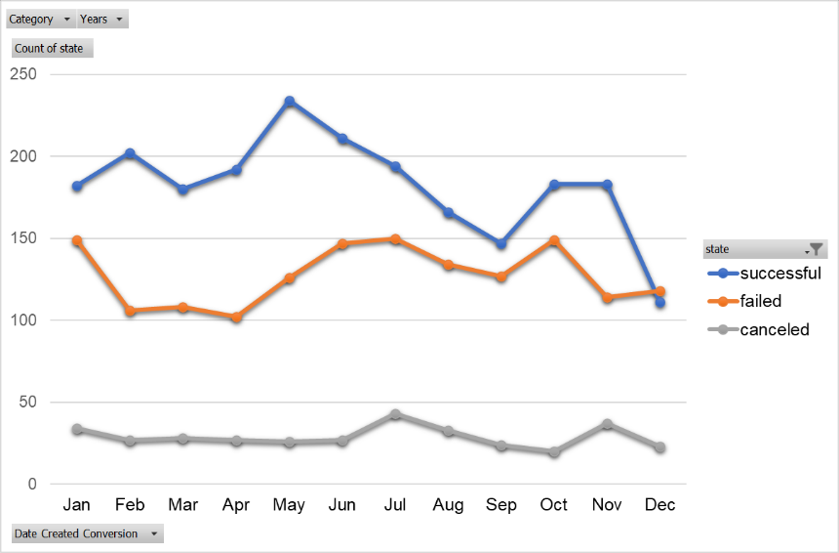 Category Years
Count of state
250
200
150
100
50
0
Jan Feb Mar Apr May Jun Jul Aug Sep Oct Nov Dec
state
successful
failed
canceled
Date Created Conversion